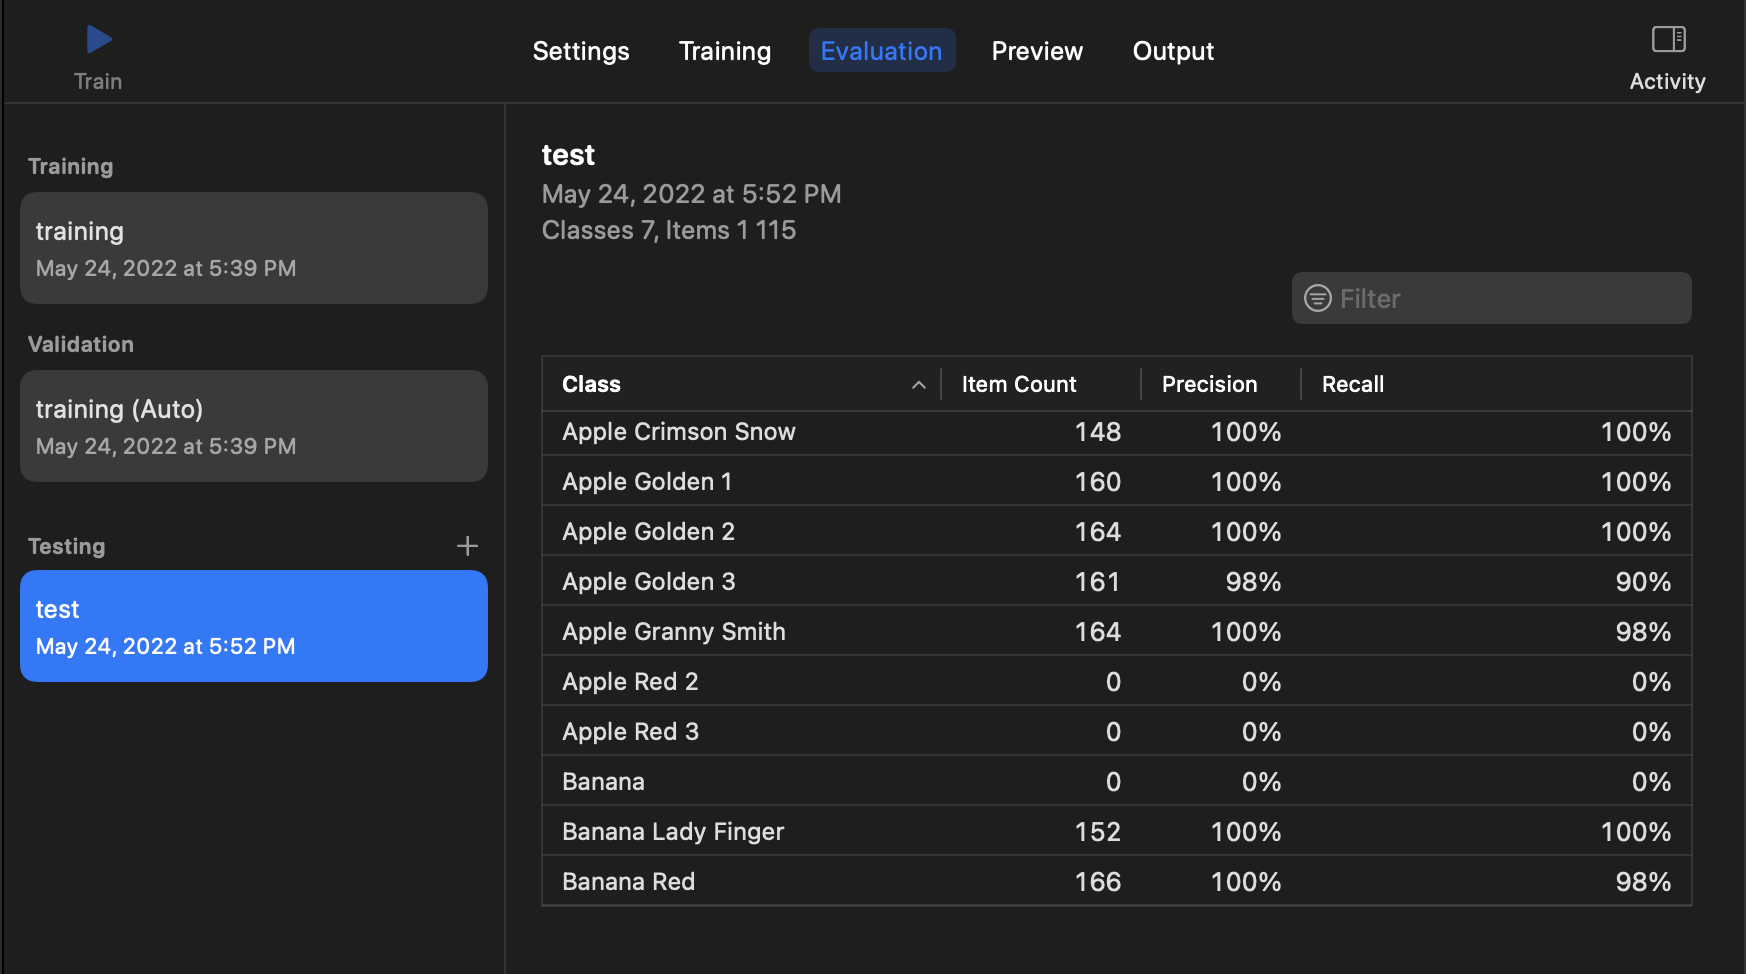 Train
Settings Training Evaluation Preview Output
Activity
Training
training
May 24, 2022 at 5:39 PM
Validation
training (Auto)
May 24, 2022 at 5:39 PM
Testing
test
May 24, 2022 at 5:52 PM
test
May 24, 2022 at 5:52 PM
Classes 7, Items 1 115
Filter
Class Item Count Precision Recall
Apple Crimson Snow 148 100% 100%
Apple Golden 1 160 100% 100%
Apple Golden 2 164 100% 100%
Apple Golden 3 161 98% 90%
Apple Granny Smith 164 100% 98%
Apple Red 2 0 0% 0%
Apple Red 3 0 0% 0%
Banana 0 0% 0%
Banana Lady Finger 152 100% 100%
Banana Red 166 100% 98%